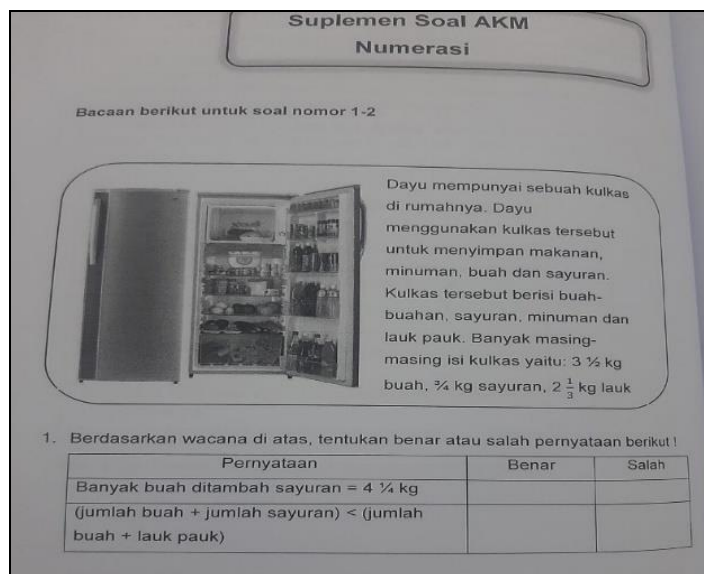 Suplemen Soal AKM
Numerasi
Bacaan berikut untuk soal nomor 1-2
Dayu mempunyai sebuah kulkas
di rumahnya. Dayu
menggunakan kulkas tersebut
untuk menyimpan makanan,
minuman, buah dan sayuran.
Kulkas tersebut berisi buah-
buahan, sayuran, minuman dan
lauk pauk. Banyak masing-
masing isi kulkas yaitu: 3 ½ kg
buah, ¾ kg sayuran, 2 1/3 kg lauk
1. Berdasarkan wacana di atas, tentukan benar atau salah pernyataan berikut !
Pernyataan Benar Salah
Banyak buah ditambah sayuran = 4 ¼ kg
(jumlah buah + jumlah sayuran) < (jumlah
buah + lauk pauk)